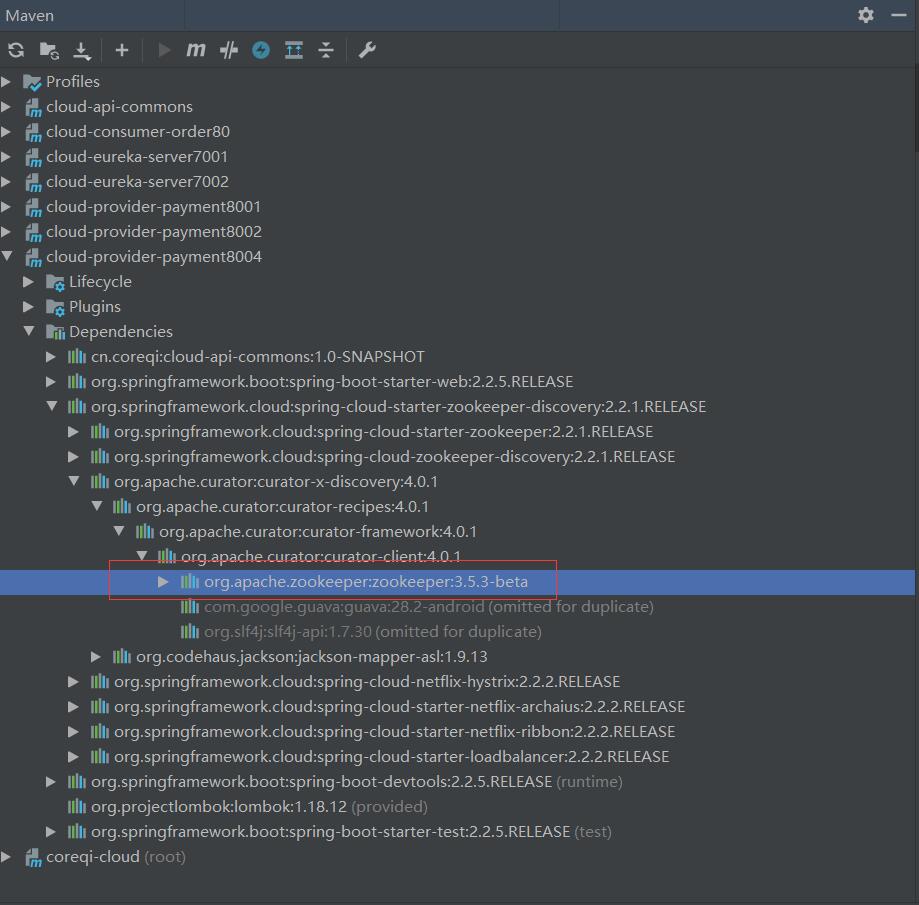 Maven
Profiles
cloud-api-commons
cloud-consumer-order80
cloud-eureka-server7001
cloud-eureka-server7002
cloud-provider-payment8001
cloud-provider-payment8002
cloud-provider-payment8004
Lifecycle
Plugins
Dependencies
cn.coreqi:cloud-api-commons:1.0-SNAPSHOT
org.springframework.boot:spring-boot-starter-web:2.2.5.RELEASE
org.springframework.cloud:spring-cloud-starter-zookeeper-discovery:2.2.1.RELEASE
org.springframework.cloud:spring-cloud-starter-zookeeper:2.2.1.RELEASE
org.springframework.cloud:spring-cloud-zookeeper-discovery:2.2.1.RELEASE
org.apache.curator:curator-x-discovery:4.0.1
org.apache.curator:curator-recipes:4.0.1
org.apache.curator:curator-framework:4.0.1
org.apache.curator:curator-client:4.0.1
org.apache.zookeeper:zookeeper:3.5.3-beta
com.google.guava:guava:28.2-android (omitted for duplicate)
org.slf4j:slf4j-api:1.7.30 (omitted for duplicate)
org.codehaus.jackson:jackson-mapper-asl:1.9.13
org.springframework.cloud:spring-cloud-netflix-hystrix:2.2.2.RELEASE
org.springframework.cloud:spring-cloud-starter-netflix-archaius:2.2.2.RELEASE
org.springframework.cloud:spring-cloud-starter-netflix-ribbon:2.2.2.RELEASE
org.springframework.cloud:spring-cloud-starter-loadbalancer:2.2.2.RELEASE
org.springframework.boot:spring-boot-devtools:2.2.5.RELEASE (runtime)
org.projectlombok:lombok:1.18.12 (provided)
org.springframework.boot:spring-boot-starter-test:2.2.5.RELEASE (test)
coreqi-cloud (root)